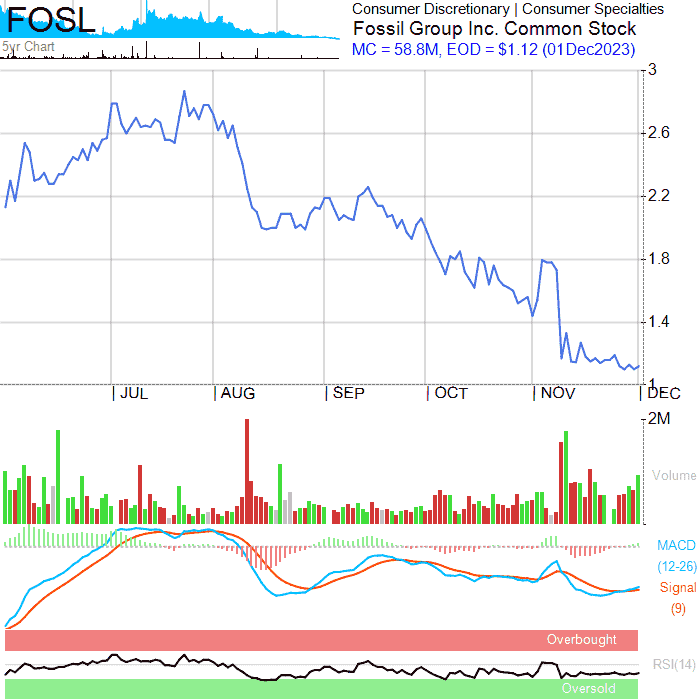 FOSL
Consumer Discretionary | Consumer Specialties
Fossil Group Inc. Common Stock
5yr Chart
MC = 58.8M, EOD = $1.12 (01Dec2023)
3
2.6
2.2
1.8
1.4
1
JUL AUG SEP OCT NOV DEC
2M
Volume
MACD
(12-26)
Signal
(9)
Overbought
RSI(14)
Oversold